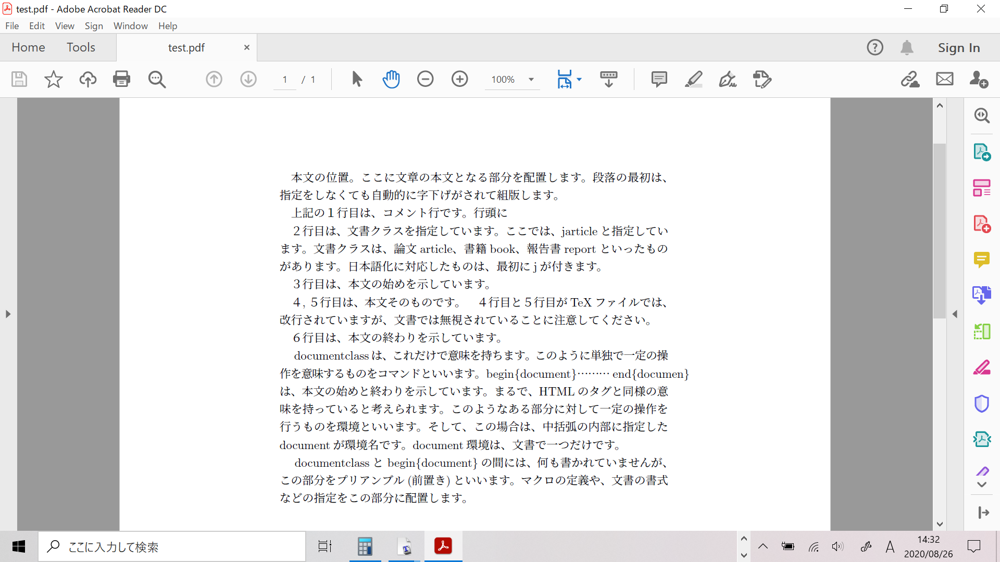 test.pdf - Adobe Acrobat Reader DC
File Edit View Sign Window Help
Home Tools test.pdf × ? Sign In
1 / 1 100%
本文の位置。ここに文章の本文となる部分を配置します。段落の最初は、
指定をしなくても自動的に字下げがされて組版します。
上記の１行目は、コメント行です。行頭に
２行目は、文書クラスを指定しています。ここでは、jarticle と指定してい
ます。文書クラスは、論文 article、書籍 book、報告書 report といったもの
があります。日本語化に対応したものは、最初に j が付きます。
３行目は、本文の始めを示しています。
４, ５行目は、本文そのものです。　４行目と５行目が TeX ファイルでは、
改行されていますが、文書では無視されていることに注意してください。
６行目は、本文の終わりを示しています。
documentclass は、これだけで意味を持ちます。このように単独で一定の操
作を意味するものをコマンドといいます。begin{document}……… end{documen}
は、本文の始めと終わりを示しています。まるで、HTML のタグと同様の意
味を持っていると考えられます。このようなある部分に対して一定の操作を
行うものを環境といいます。そして、この場合は、中括弧の内部に指定した
document が環境名です。document 環境は、文書で一つだけです。
documentclass と begin{document} の間には、何も書かれていませんが、
この部分をプリアンブル (前置き) といいます。マクロの定義や、文書の書式
などの指定をこの部分に配置します。
ここに入力して検索
A
14:32
2020/08/26